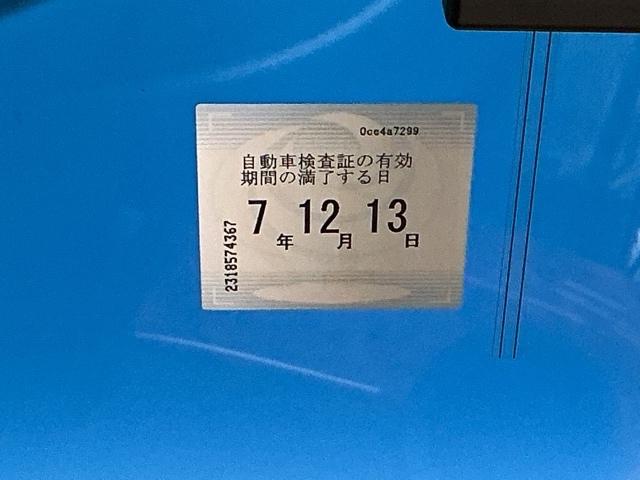 0cc4a7299
自動車検査証の有効
期間の満了する日
7年12月13日
2318574367